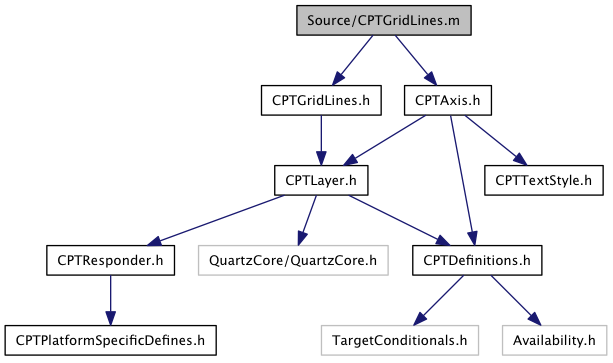 Source/CPTGridLines.m
CPTGridLines.h
CPTAxis.h
CPTLayer.h
CPTTextStyle.h
CPTResponder.h
QuartzCore/QuartzCore.h
CPTDefinitions.h
CPTPlatformSpecificDefines.h
TargetConditionals.h
Availability.h